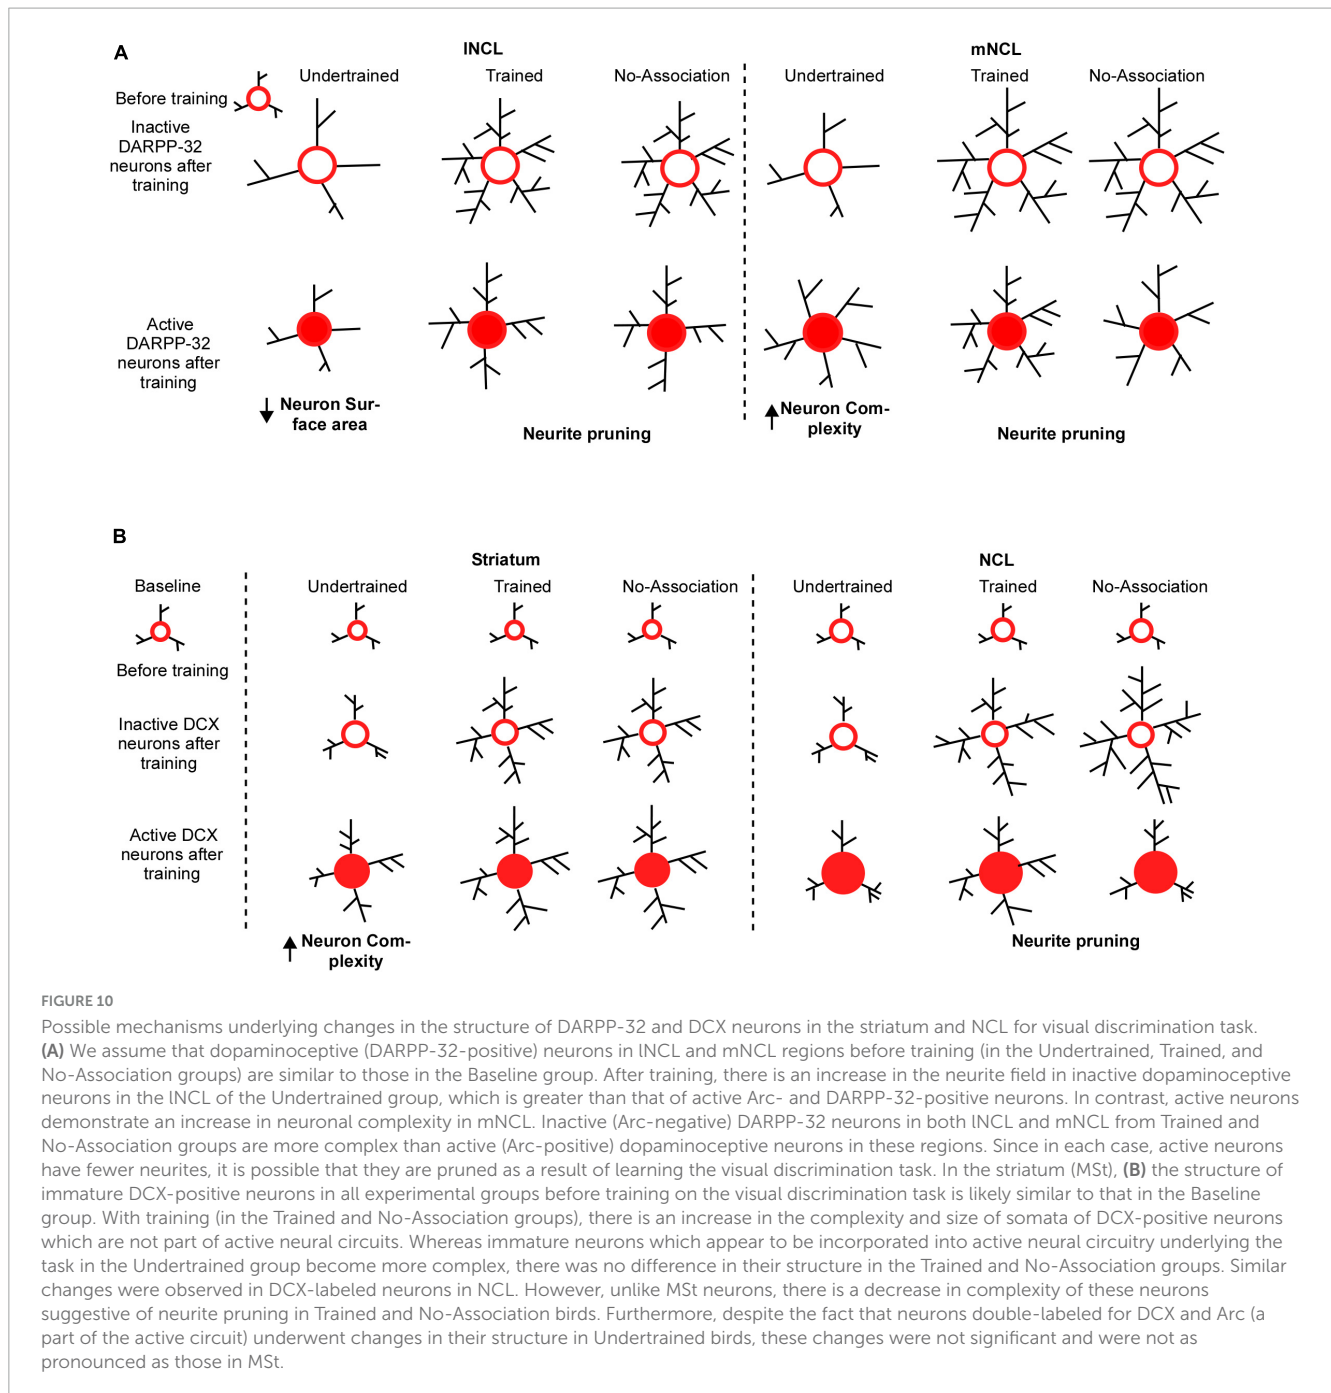 A
lNCL
mNCL
Undertrained
Trained
No-Association
Undertrained
Trained
No-Association
Before training
Inactive
DARPP-32
neurons after
training
Active
DARPP-32
neurons after
training
Neuron Sur-
face area
Neurite pruning
Neuron Com-
plexity
Neurite pruning
B
Striatum
NCL
Baseline
Undertrained
Trained
No-Association
Undertrained
Trained
No-Association
Before training
Inactive DCX
neurons after
training
Active DCX
neurons after
training
Neuron Com-
plexity
Neurite pruning
FIGURE 10
Possible mechanisms underlying changes in the structure of DARPP-32 and DCX neurons in the striatum and NCL for visual discrimination task.
(A) We assume that dopaminoceptive (DARPP-32-positive) neurons in lNCL and mNCL regions before training (in the Undertrained, Trained, and
No-Association groups) are similar to those in the Baseline group. After training, there is an increase in the neurite field in inactive dopaminoceptive
neurons in the lNCL of the Undertrained group, which is greater than that of active Arc- and DARPP-32-positive neurons. In contrast, active neurons
demonstrate an increase in neuronal complexity in mNCL. Inactive (Arc-negative) DARPP-32 neurons in both lNCL and mNCL from Trained and
No-Association groups are more complex than active (Arc-positive) dopaminoceptive neurons in these regions. Since in each case, active neurons
have fewer neurites, it is possible that they are pruned as a result of learning the visual discrimination task. In the striatum (MSt), (B) the structure of
immature DCX-positive neurons in all experimental groups before training on the visual discrimination task is likely similar to that in the Baseline
group. With training (in the Trained and No-Association groups), there is an increase in the complexity and size of somata of DCX-positive neurons
which are not part of active neural circuits. Whereas immature neurons which appear to be incorporated into active neural circuitry underlying the
task in the Undertrained group become more complex, there was no difference in their structure in the Trained and No-Association groups. Similar
changes were observed in DCX-labeled neurons in NCL. However, unlike MSt neurons, there is a decrease in complexity of these neurons
suggestive of neurite pruning in Trained and No-Association birds. Furthermore, despite the fact that neurons double-labeled for DCX and Arc (a
part of the active circuit) underwent changes in their structure in Undertrained birds, these changes were not significant and were not as
pronounced as those in MSt.